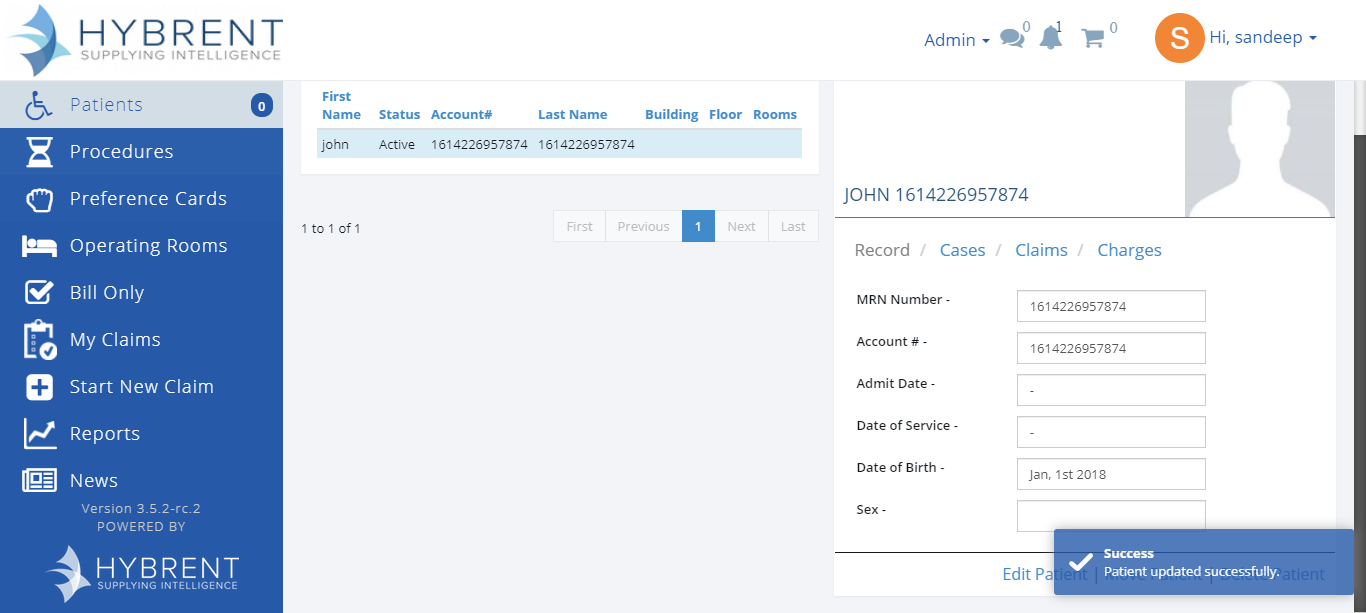 HYBRENT
SUPPLYING INTELLIGENCE
Admin
0
1
0
S
Hi, sandeep
Patients
0
Procedures
Preference Cards
Operating Rooms
Bill Only
My Claims
Start New Claim
Reports
News
Version 3.5.2-rc.2
POWERED BY
HYBRENT
SUPPLYING INTELLIGENCE
First Name Status Account# Last Name Building Floor Rooms
john Active 1614226957874 1614226957874
1 to 1 of 1
First Previous 1 Next Last
JOHN 1614226957874
Record / Cases / Claims / Charges
MRN Number - 1614226957874
Account # - 1614226957874
Admit Date - -
Date of Service - -
Date of Birth - Jan, 1st 2018
Sex -
Edit Patient | Move Patient | Delete Patient
Success
Patient updated successfully.